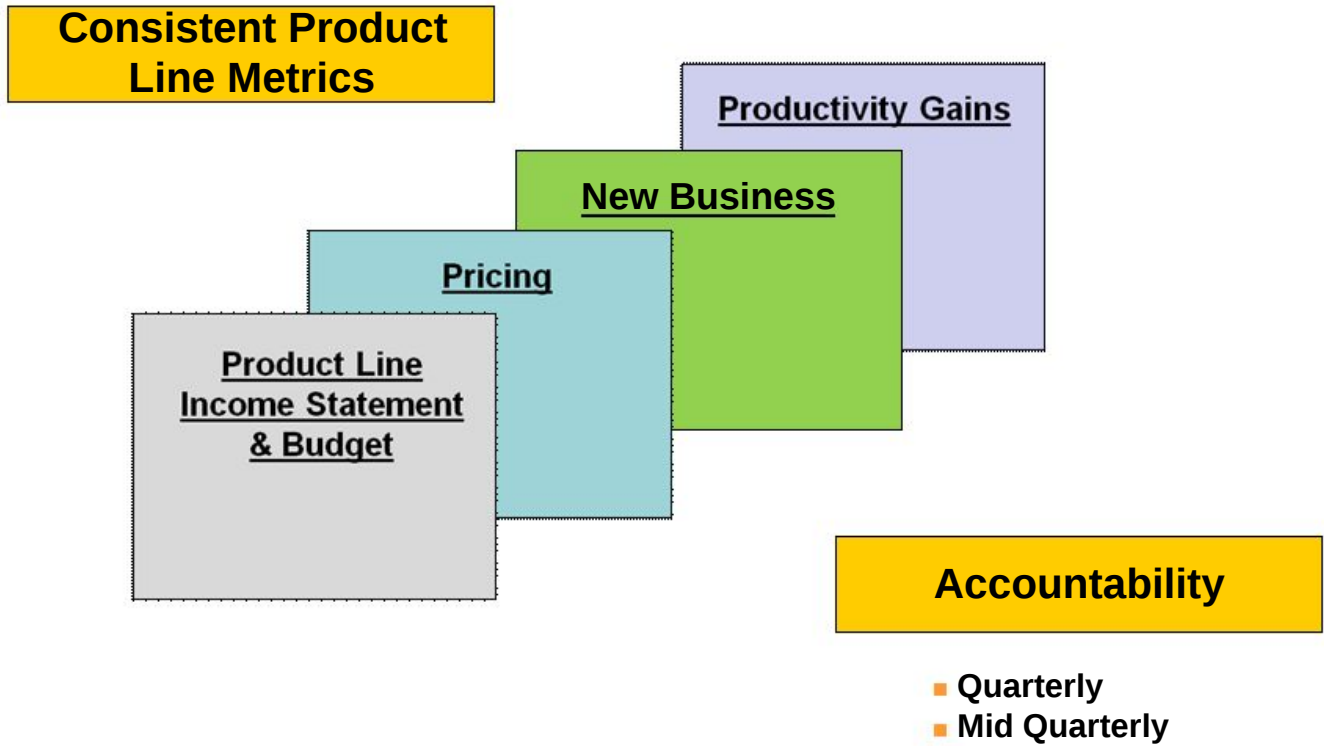 Consistent Product
Line Metrics
Productivity Gains
New Business
Pricing
Product Line
Income Statement
& Budget
Accountability
Quarterly
Mid Quarterly